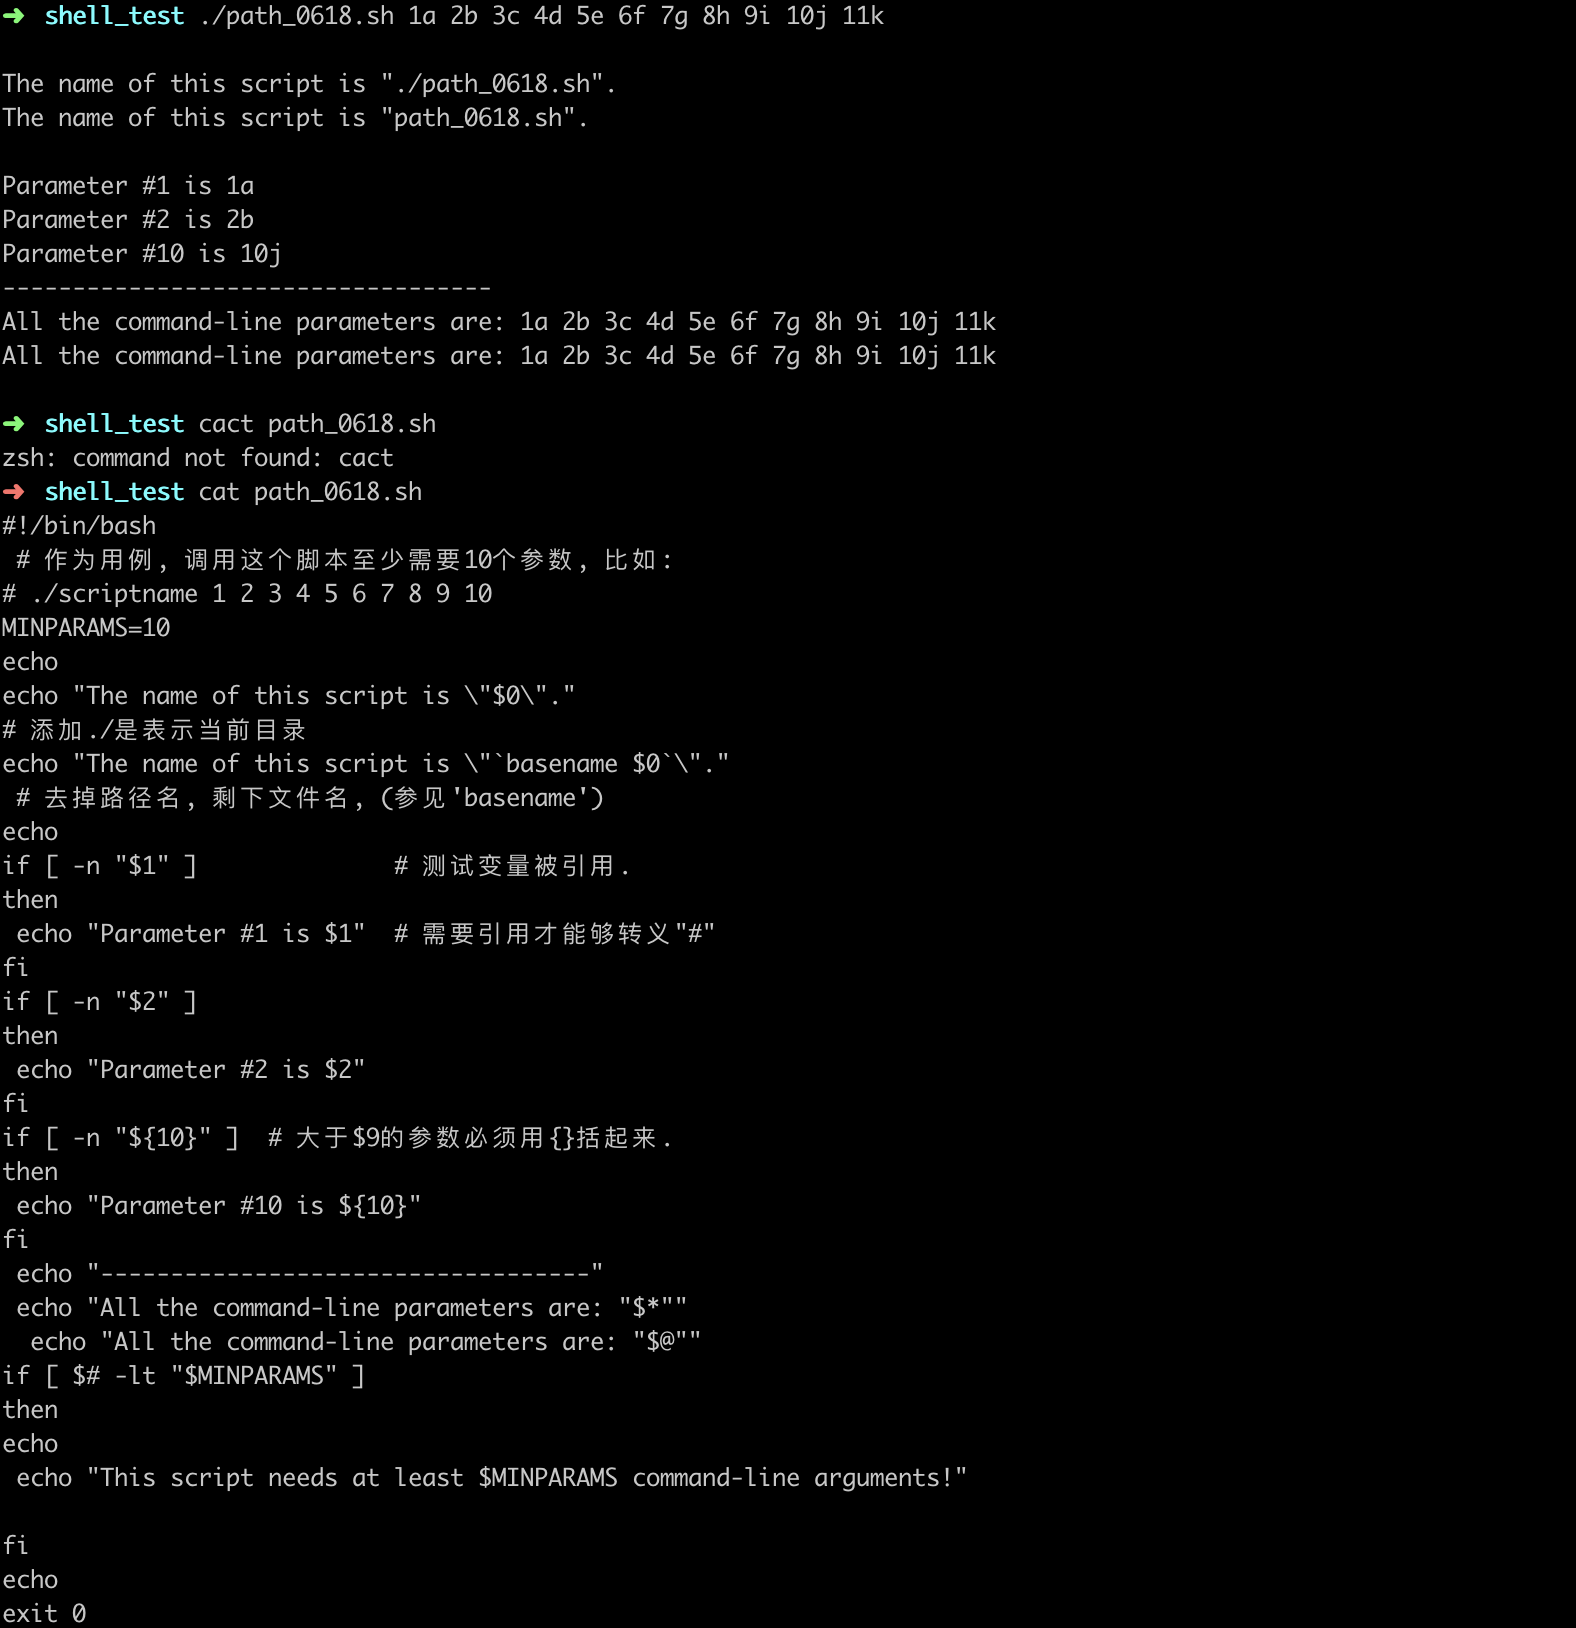 ➜ shell_test ./path_0618.sh 1a 2b 3c 4d 5e 6f 7g 8h 9i 10j 11k
The name of this script is "./path_0618.sh".
The name of this script is "path_0618.sh".
Parameter #1 is 1a
Parameter #2 is 2b
Parameter #10 is 10j
-----------------------------------
All the command-line parameters are: 1a 2b 3c 4d 5e 6f 7g 8h 9i 10j 11k
All the command-line parameters are: 1a 2b 3c 4d 5e 6f 7g 8h 9i 10j 11k
➜ shell_test cact path_0618.sh
zsh: command not found: cact
➜ shell_test cat path_0618.sh
#!/bin/bash
# 作为用例, 调用这个脚本至少需要10个参数, 比如:
# ./scriptname 1 2 3 4 5 6 7 8 9 10
MINPARAMS=10
echo
echo "The name of this script is \"$0\"."
# 添加./是表示当前目录
echo "The name of this script is \"`basename $0`\"."
# 去掉路径名, 剩下文件名, (参见'basename')
echo
if [ -n "$1" ]              # 测试变量被引用.
then
echo "Parameter #1 is $1"  # 需要引用才能够转义"#"
fi
if [ -n "$2" ]
then
echo "Parameter #2 is $2"
fi
if [ -n "${10}" ]  # 大于$9的参数必须用{}括起来.
then
echo "Parameter #10 is ${10}"
fi
echo "-----------------------------------"
echo "All the command-line parameters are: "$*""
echo "All the command-line parameters are: "$@""
if [ $# -lt "$MINPARAMS" ]
then
echo
echo "This script needs at least $MINPARAMS command-line arguments!"
fi
echo
exit 0